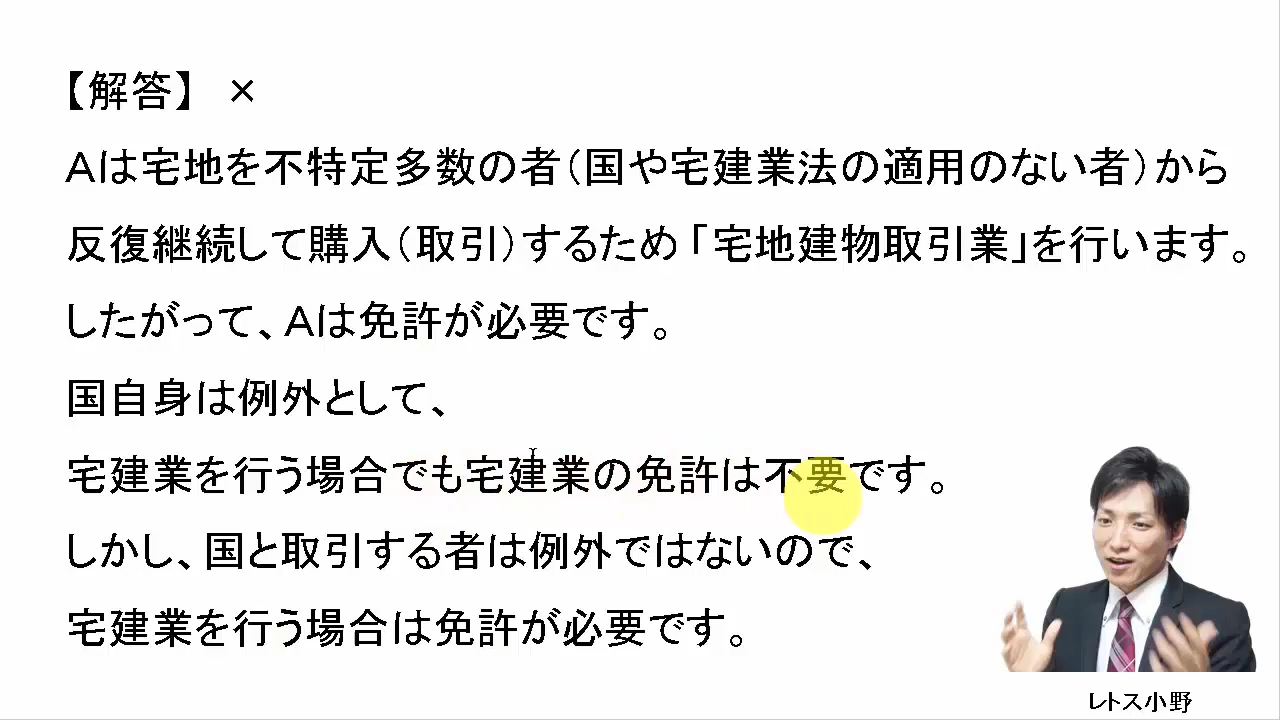 【解答】　×
Aは宅地を不特定多数の者（国や宅建業法の適用のない者）から
反復継続して購入（取引）するため「宅地建物取引業」を行います。
したがって、Aは免許が必要です。
国自身は例外として、
宅建業を行う場合でも宅建業の免許は不要です。
しかし、国と取引する者は例外ではないので、
宅建業を行う場合は免許が必要です。
レトス小野